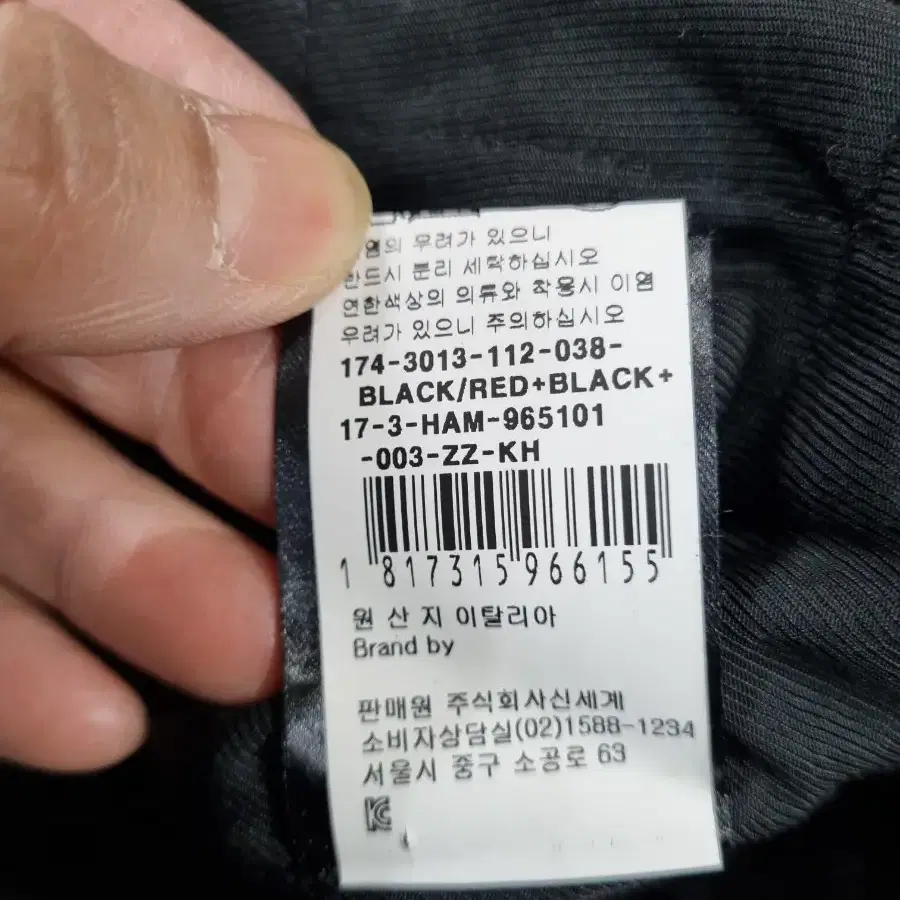 우려가 있으니
반드시 분리 세탁하십시오
연한색상의 의류와 착용시 이염
우려가 있으니 주의하십시오
174-3013-112-038-
BLACK/RED+BLACK+
17-3-HAM-965101
-003-ZZ-KH
1 817315 966155
원 산 지 이탈리아
Brand by
판매원 주식회사신세계
소비자상담실(02)1588-1234
서울시 중구 소공로 63